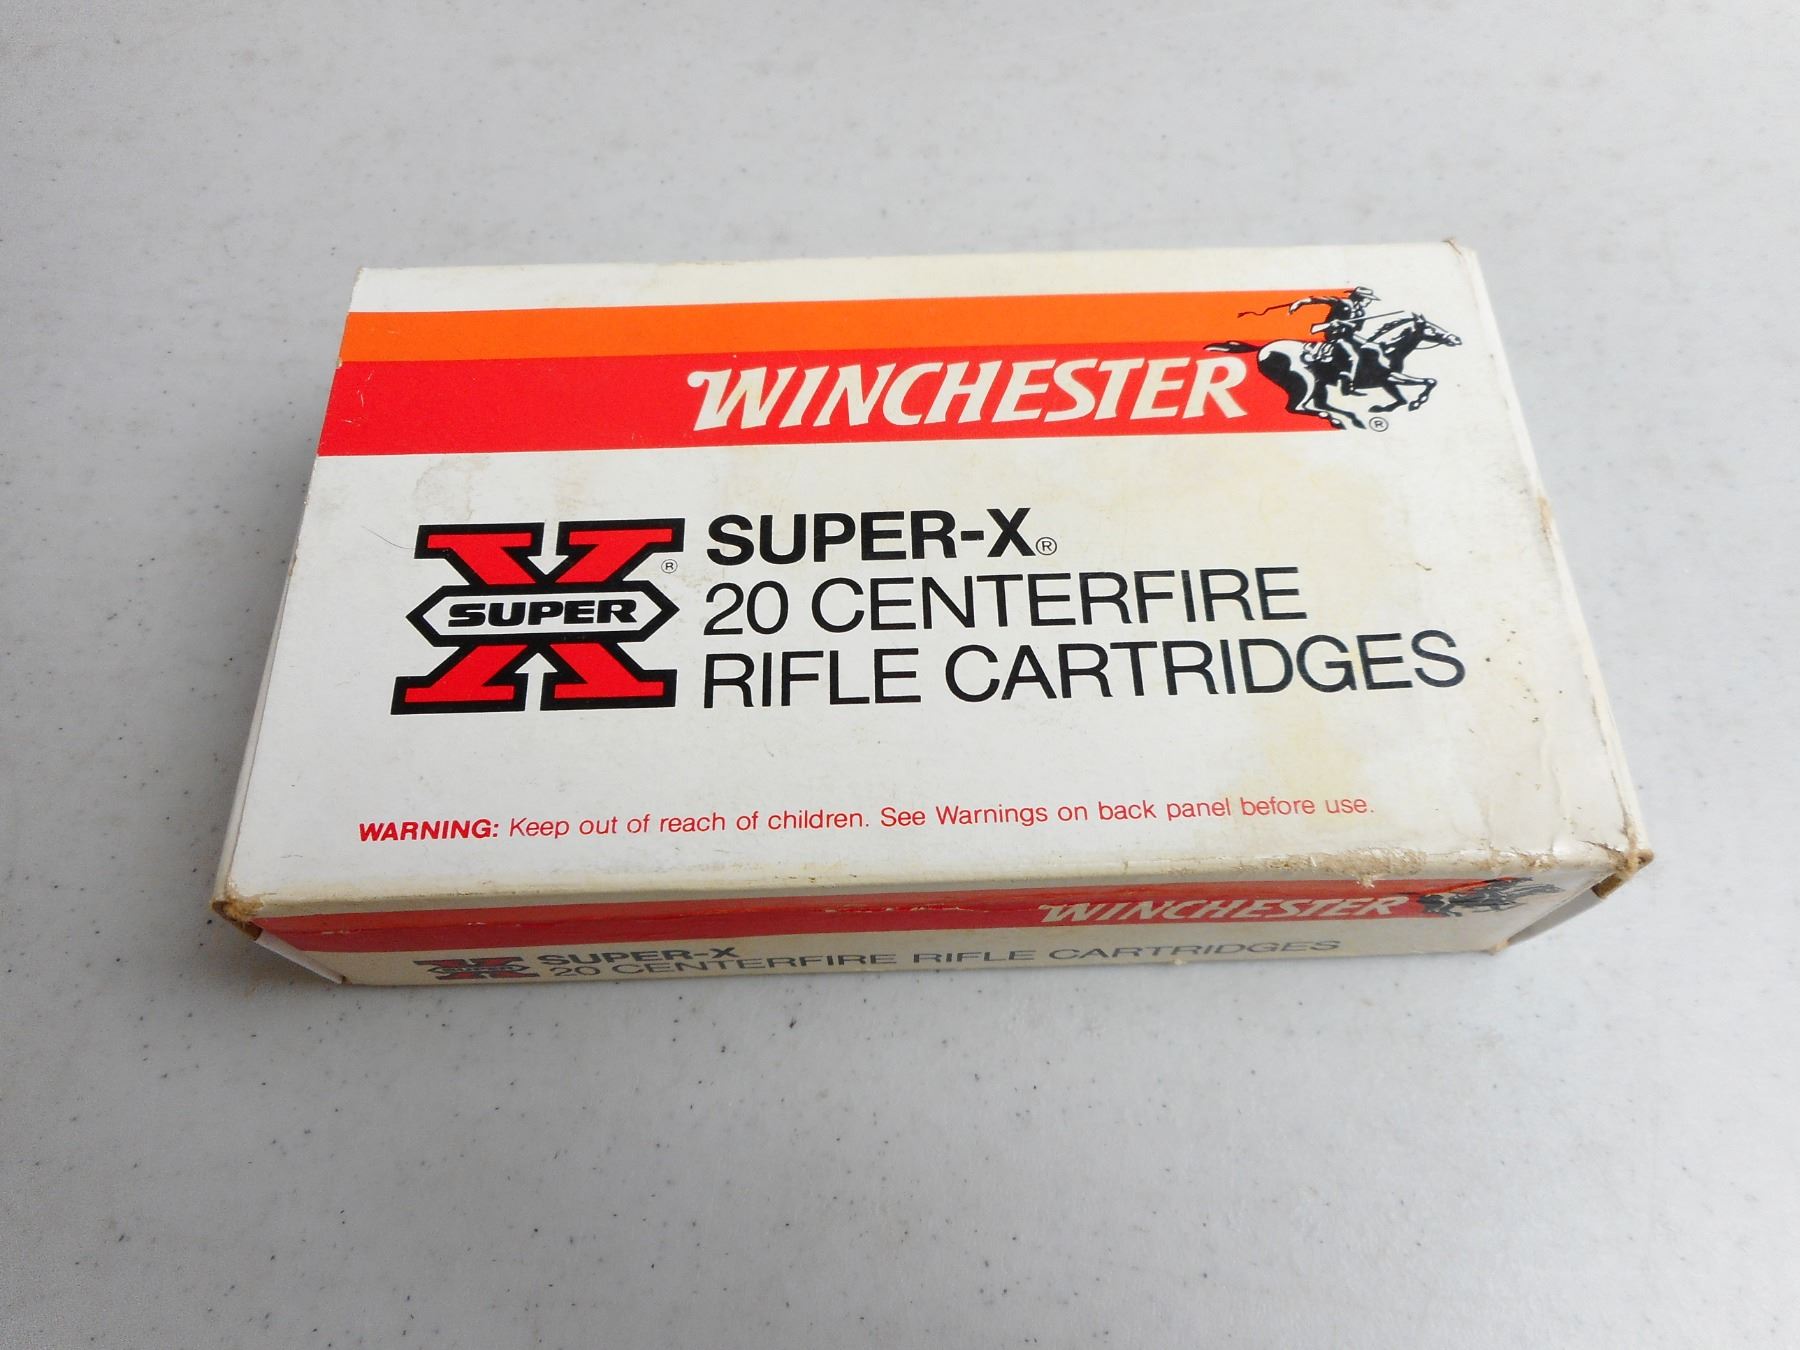 WINCHESTER
®
X SUPER ®
SUPER-X®
20 CENTERFIRE
RIFLE CARTRIDGES
WARNING: Keep out of reach of children. See Warnings on back panel before use.
WINCHESTER
SUPER
SUPER-X
20 CENTERFIRE RIFLE CARTRIDGES